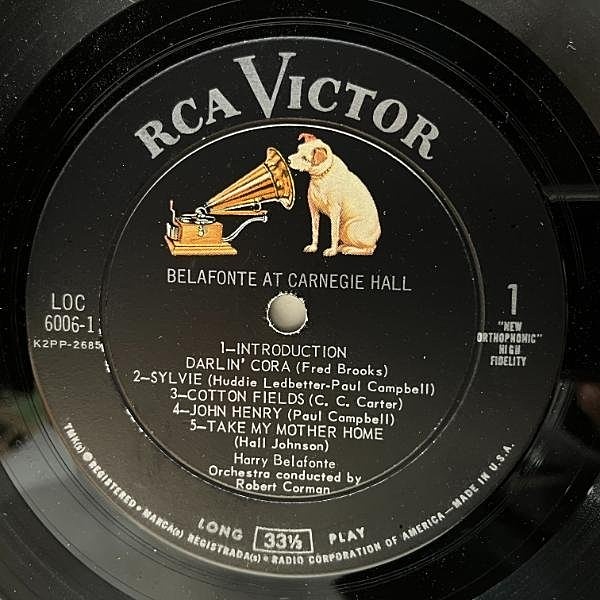 RCA VICTOR
BELAFONTE AT CARNEGIE HALL
LOC
6006-1
K2PP-2685
1
"NEW
ORTHOPHONIC"
HIGH
FIDELITY
1—INTRODUCTION
DARLIN' CORA (Fred Brooks)
2—SYLVIE (Huddie Ledbetter-Paul Campbell)
3—COTTON FIELDS (C. C. Carter)
4—JOHN HENRY (Paul Campbell)
5—TAKE MY MOTHER HOME
(Hall Johnson)
Harry Belafonte
Orchestra conducted by
Robert Corman
LONG 33⅓ PLAY
TMK(s) ® REGISTERED • MARCA(s) REGISTRADA(s) • RADIO CORPORATION OF AMERICA—MADE IN U.S.A.